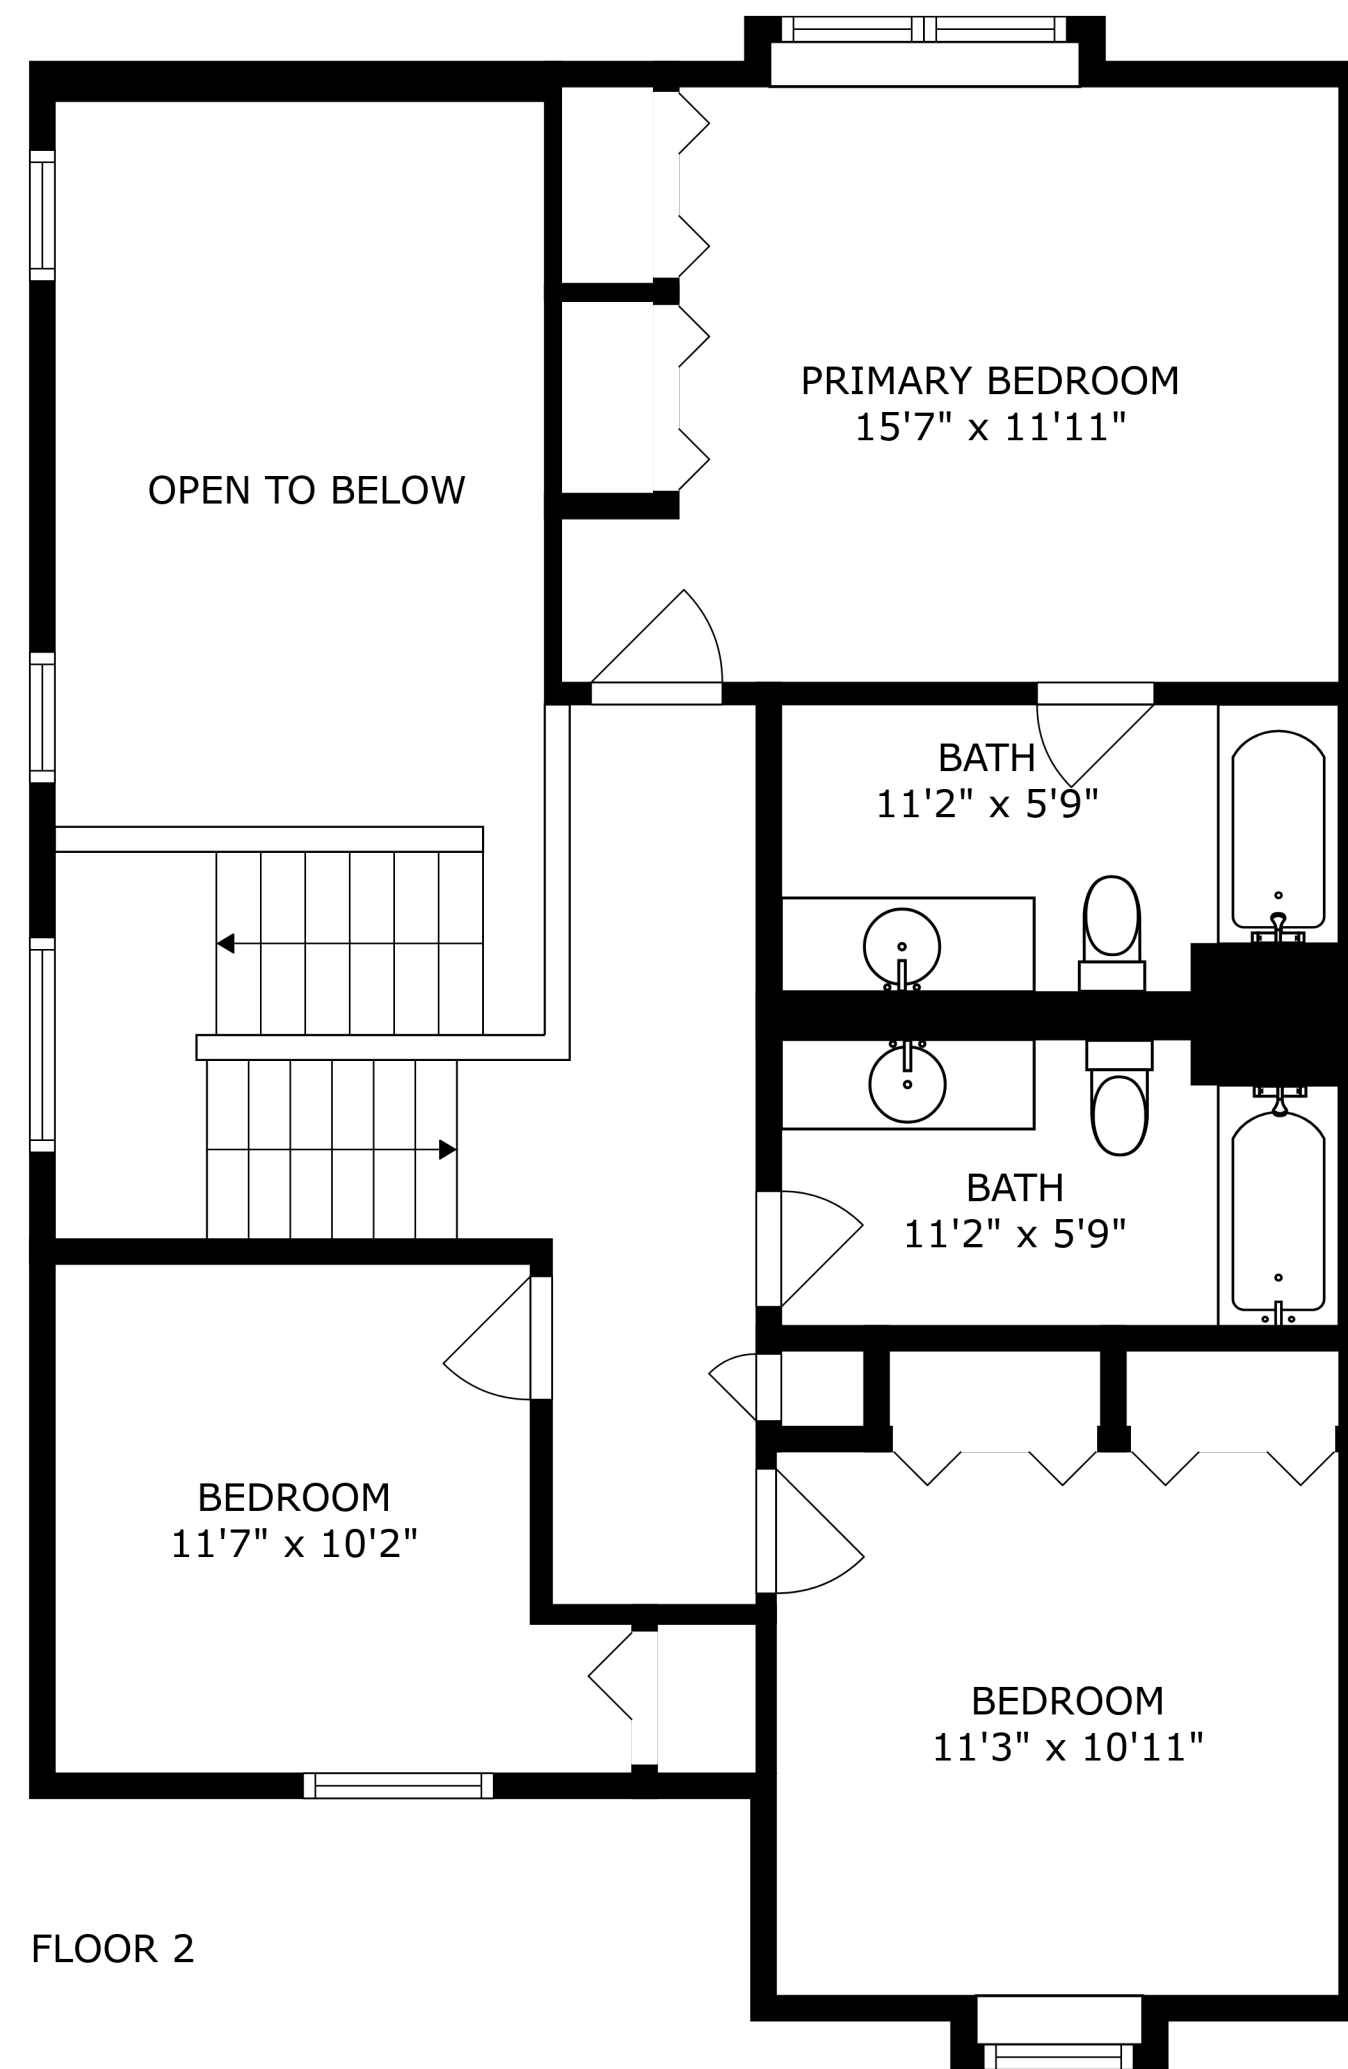 PRIMARY BEDROOM
15'7" x 11'11"
OPEN TO BELOW
BATH
11'2" x 5'9"
BATH
11'2" x 5'9"
BEDROOM
11'7" x 10'2"
BEDROOM
11'3" x 10'11"
FLOOR 2